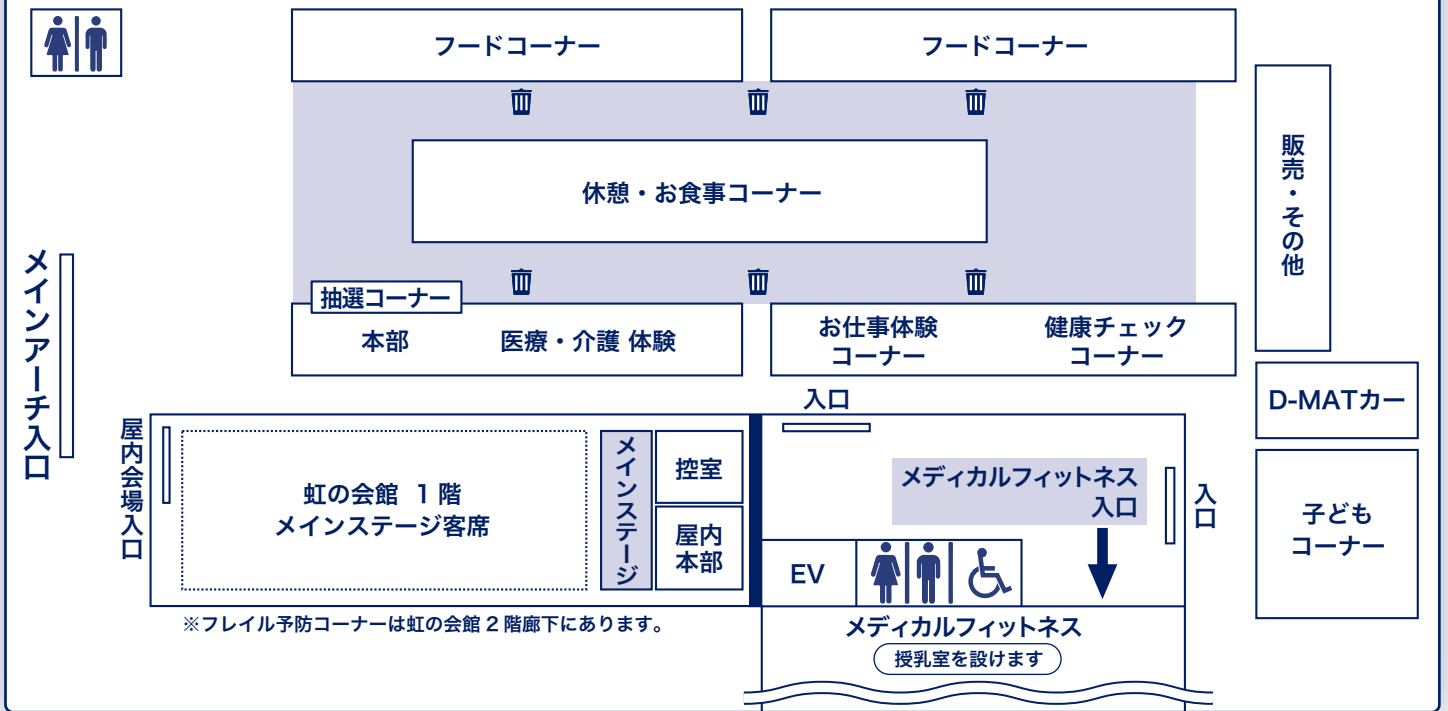 フードコーナー
フードコーナー
休憩・お食事コーナー
販売・その他
メインアーチ入口
抽選コーナー
本部
医療・介護 体験
お仕事体験
コーナー
健康チェック
コーナー
D-MATカー
入口
屋内会場入口
虹の会館 1階
メインステージ客席
メインステージ
控室
屋内
本部
メディカルフィットネス
入口
入口
子ども
コーナー
EV
※フレイル予防コーナーは虹の会館2階廊下にあります。
メディカルフィットネス
授乳室を設けます